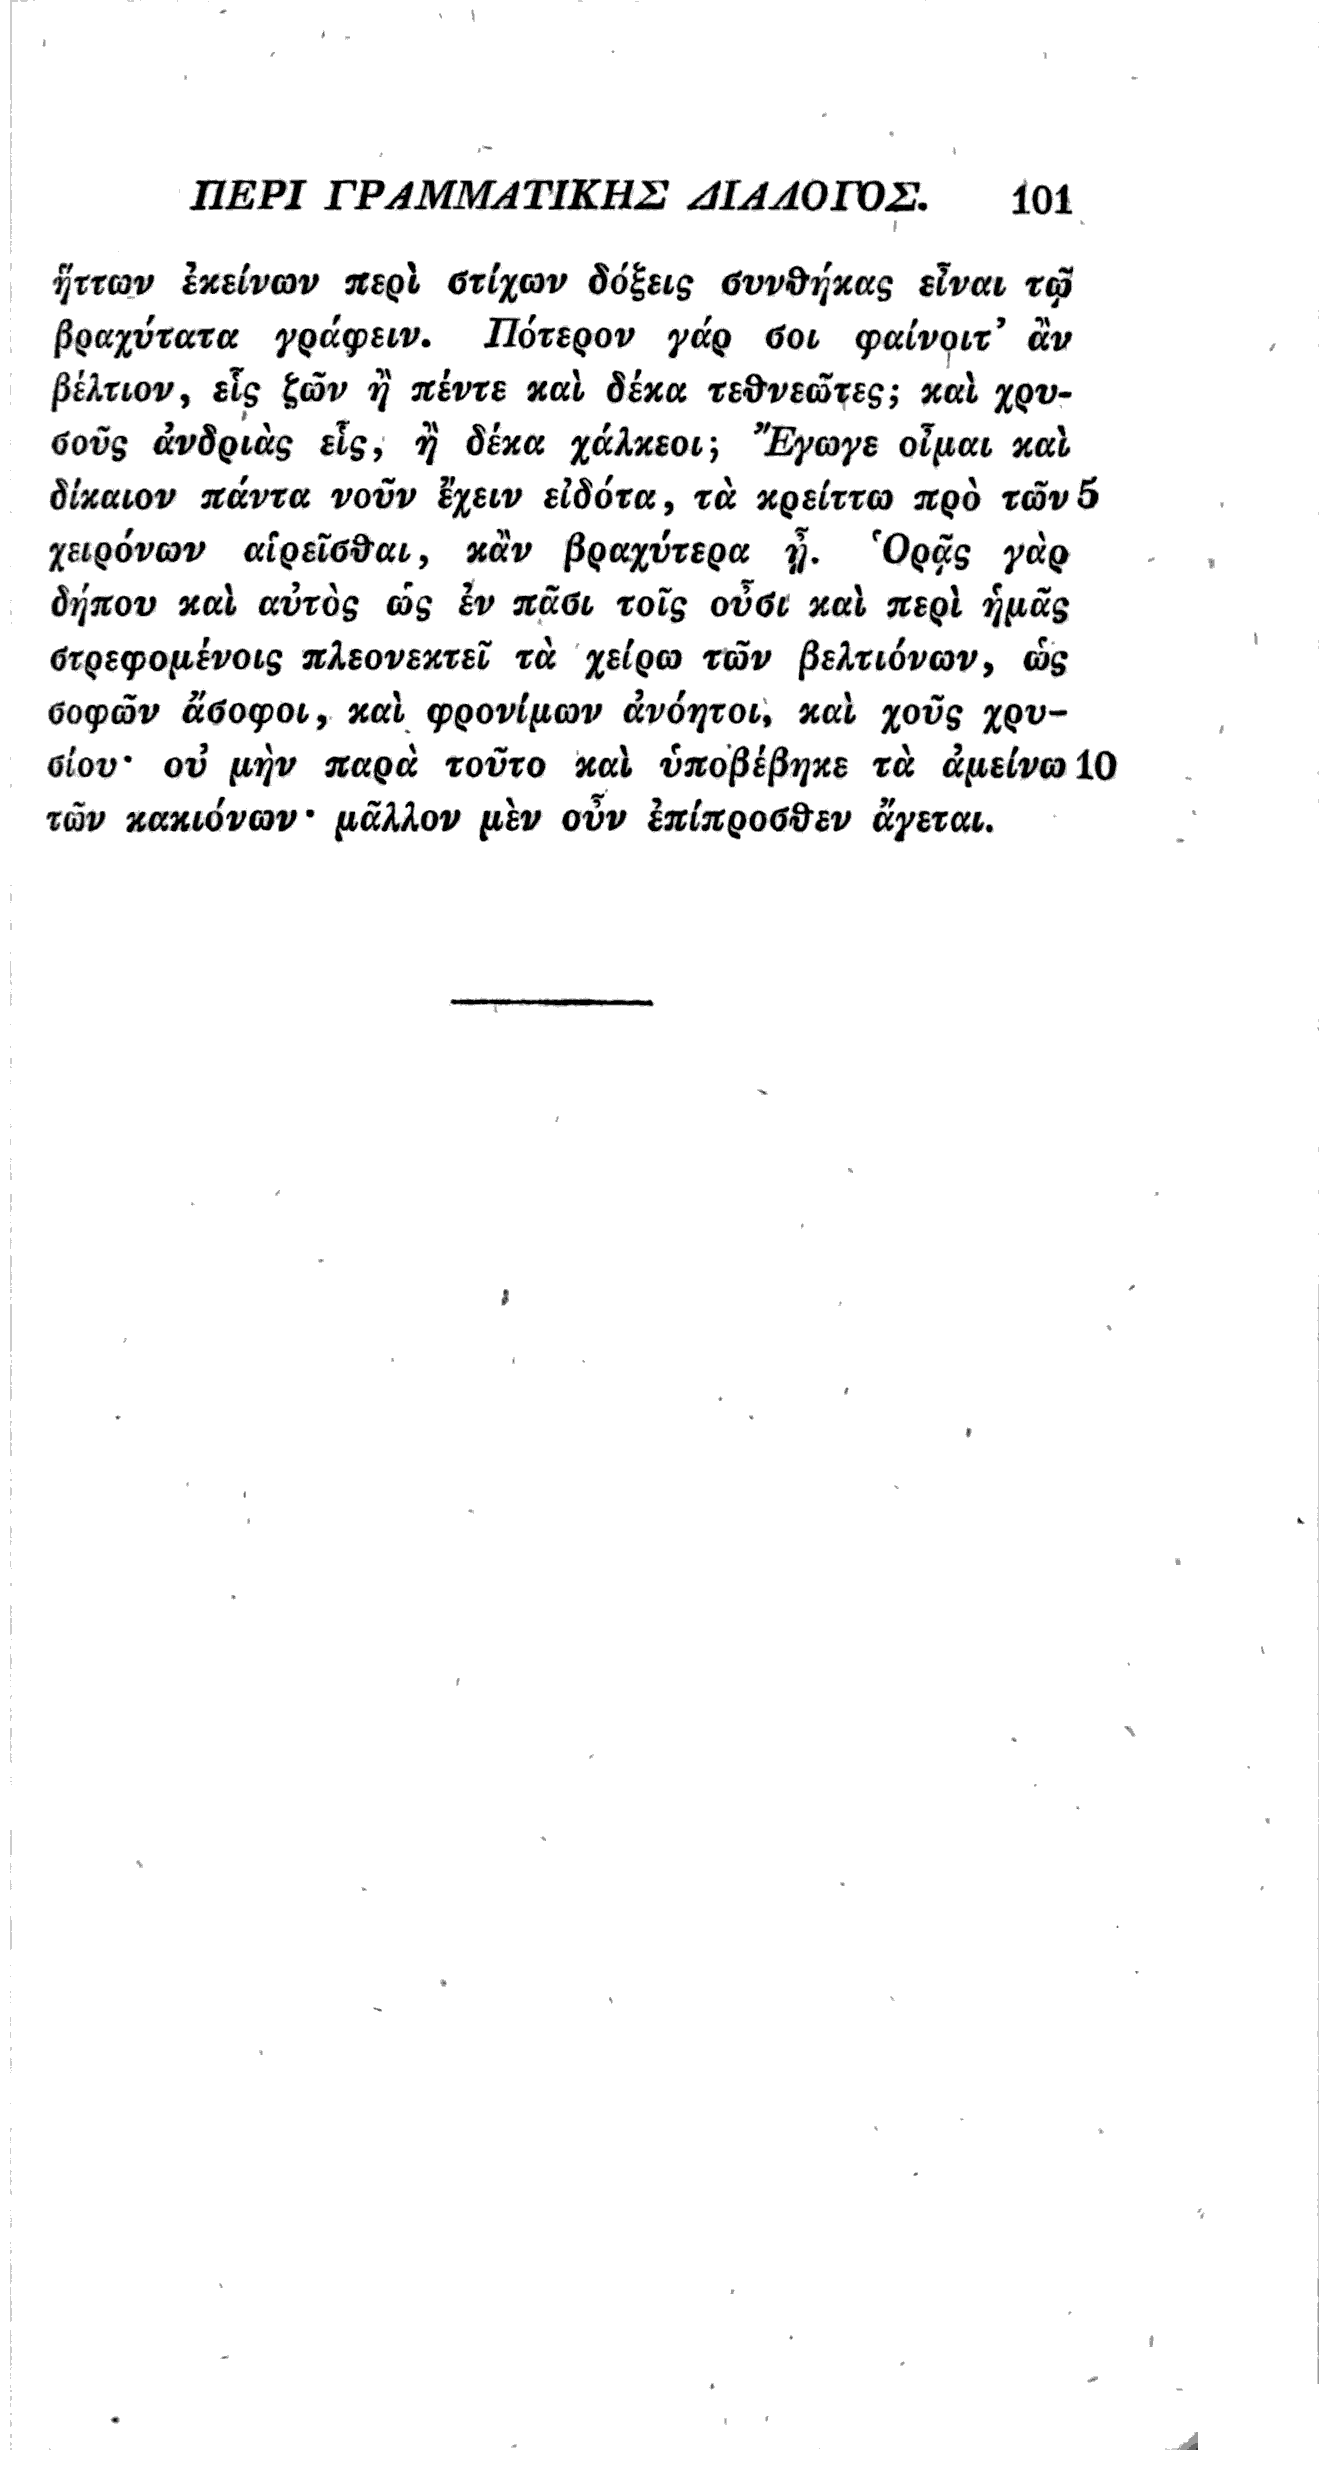 ΠΕΡΙ ΓΡΑΜΜΑΤΙΚΗΣ ΔΙΑΛΟΓΟΣ. 101
ἥττων ἐκείνων περὶ στίχων δόξεις συνθήκας εἶναι τῷ
βραχύτατα γράφειν. Πότερον γάρ σοι φαίνοιτ’ ἂν
βέλτιον, εἷς ζῶν ἢ πέντε καὶ δέκα τεθνεῶτες; καὶ χρυ-
σοῦς ἀνδριὰς εἷς, ἢ δέκα χάλκεοι; Ἔγωγε οἶμαι καὶ
δίκαιον πάντα νοῦν ἔχειν εἰδότα, τὰ κρείττω πρὸ τῶν 5
χειρόνων αἱρεῖσθαι, κἂν βραχύτερα ᾖ. Ὁρᾷς γὰρ
δήπου καὶ αὐτὸς ὡς ἐν πᾶσι τοῖς οὖσι καὶ περὶ ἡμᾶς
στρεφομένοις πλεονεκτεῖ τὰ χείρω τῶν βελτιόνων, ὡς
σοφῶν ἄσοφοι, καὶ φρονίμων ἀνόητοι, καὶ χοῦς χρυ-
σίου· οὐ μὴν παρὰ τοῦτο καὶ ὑποβέβηκε τὰ ἀμείνω 10
τῶν κακιόνων· μᾶλλον μὲν οὖν ἐπίπροσθεν ἄγεται.